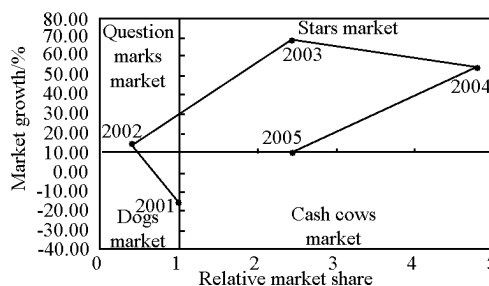 80.00
70.00
60.00
50.00
40.00
30.00
20.00
10.00
0.00
-10.00
-20.00
-30.00
-40.00
Market growth/%
Question
marks
market
Stars market
2003
2004
2002
2005
2001
Dogs
market
Cash cows
market
0 1 2 3 4 5
Relative market share